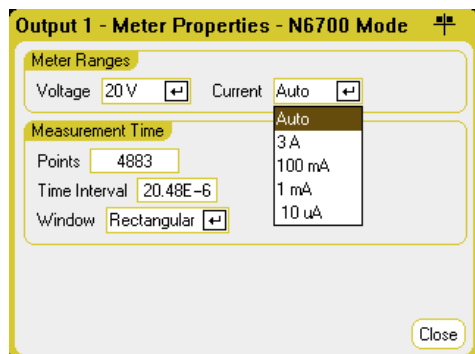 Output 1 - Meter Properties - N6700 Mode
Meter Ranges
Voltage 20 V Current Auto
Auto
3 A
100 mA
1 mA
10 uA
Measurement Time
Points 4883
Time Interval 20.48E-6
Window Rectangular
Close